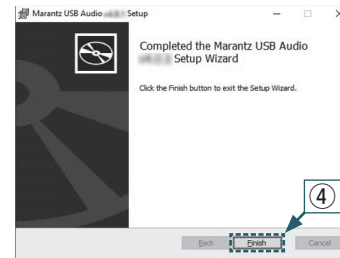 Marantz USB Audio Setup
Completed the Marantz USB Audio
Setup Wizard
Click the Finish button to exit the Setup Wizard.
④
Back Finish Cancel